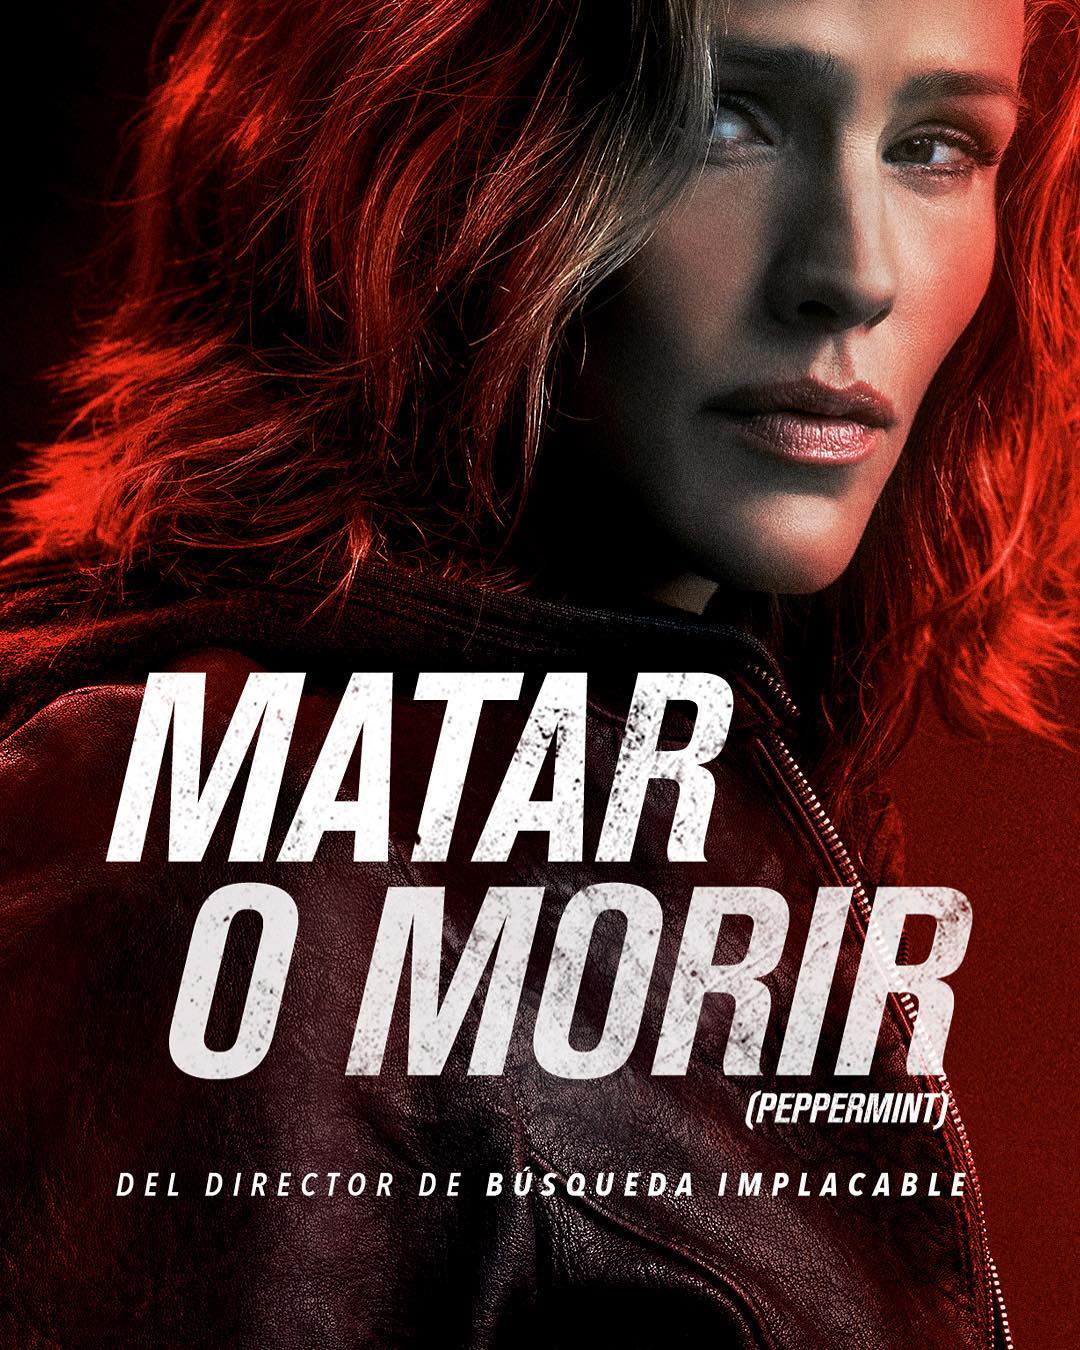 MATAR
O MORIR
(PEPPERMINT)
DEL DIRECTOR DE BÚSQUEDA IMPLACABLE